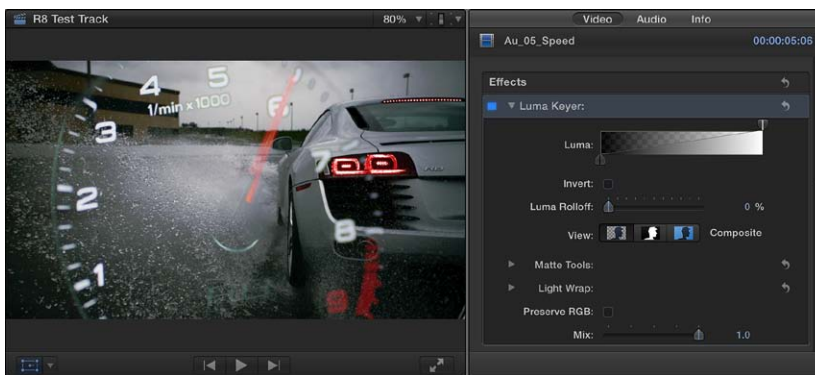 R8 Test Track
80%
Video Audio Info
Au_05_Speed 00:00:05:06
Effects
Luma Keyer:
Luma:
Invert:
Luma Rolloff: 0 %
View: Composite
Matte Tools:
Light Wrap:
Preserve RGB:
Mix: 1.0
1/min x 1000
1
2
3
4
5
6
7
8
9